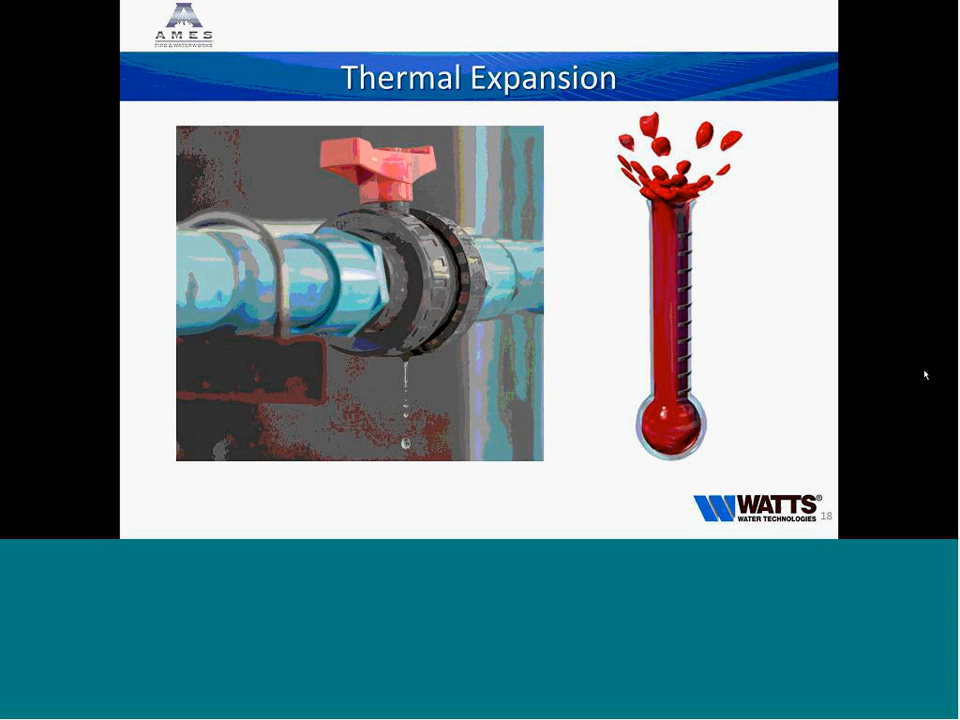 AMES
FIRE & WATERWORKS
Thermal Expansion
WATTS®
WATER TECHNOLOGIES
18